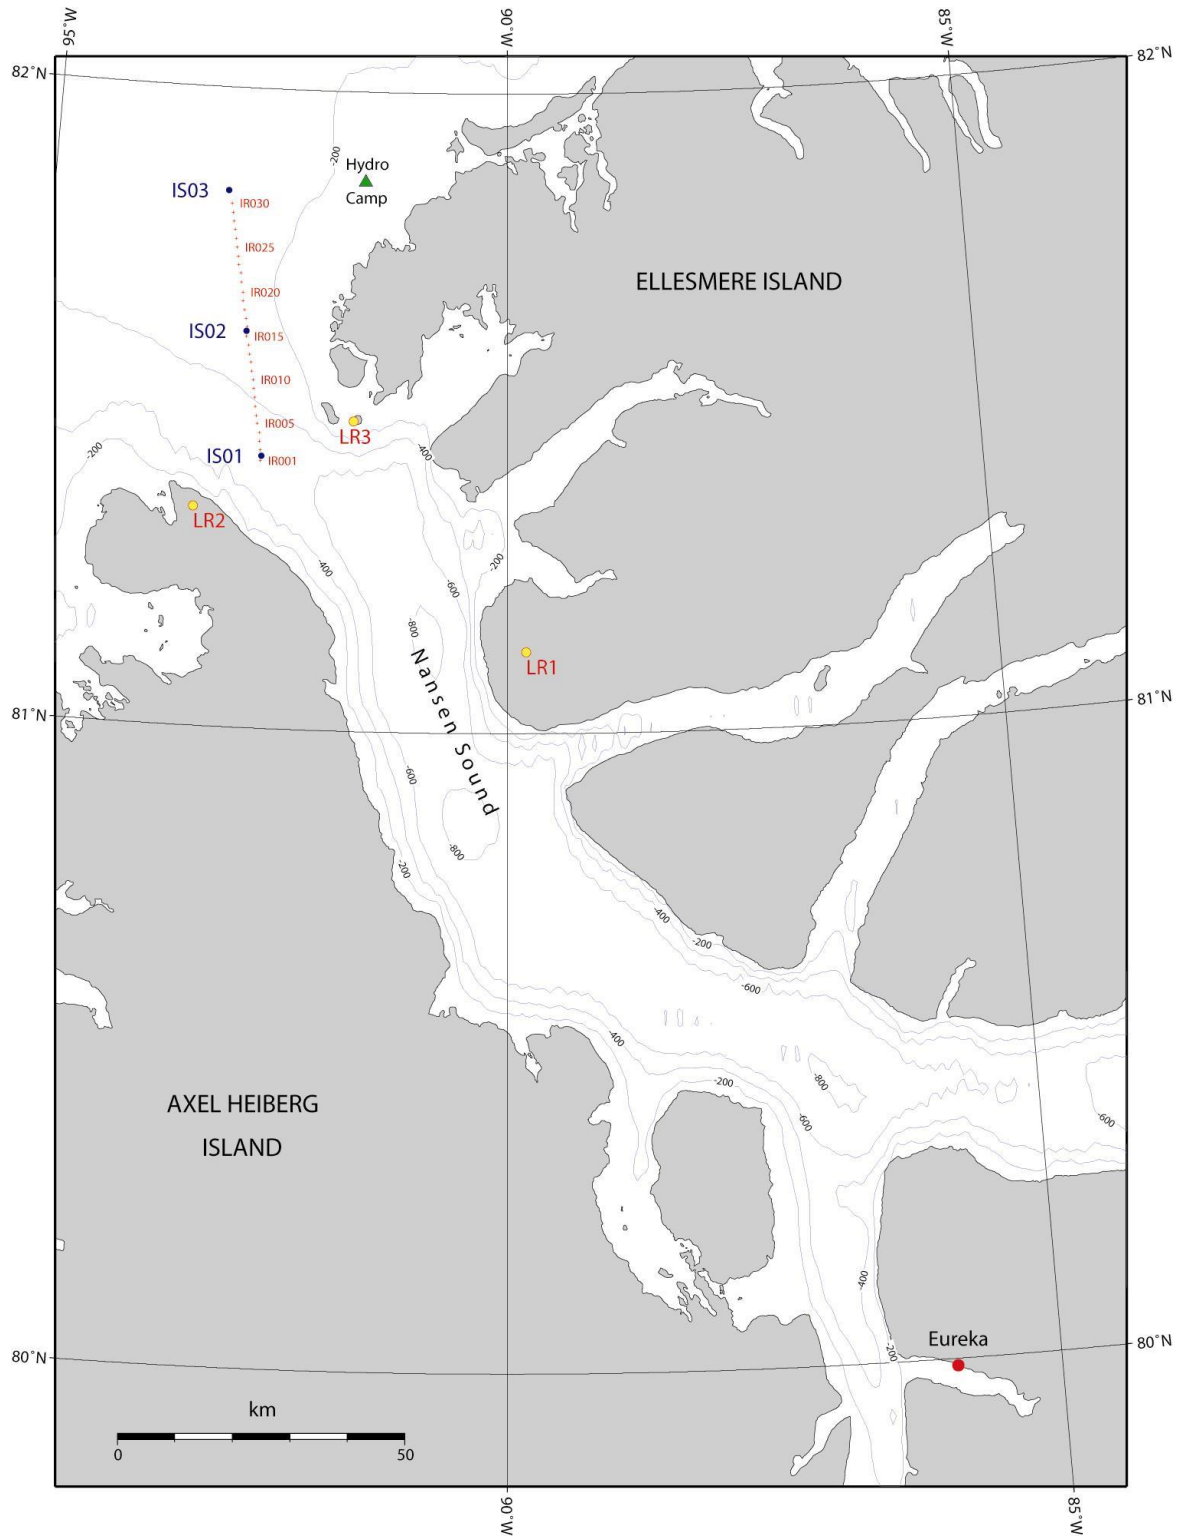 95°W
90°W
85°W
82°N
82°N
-200
Hydro
Camp
IS03
IR030
IR025
ELLESMERE ISLAND
IR020
IS02
IR015
IR010
IR005
LR3
-200
-400
IS01
IR001
LR2
-400
-200
-600
-800
LR1
Nansen Sound
81°N
81°N
-600
-800
-200
-400
-200
-600
-400
-800
-200
-600
-600
AXEL HEIBERG
ISLAND
-400
Eureka
-200
80°N
80°N
km
0
50
90°W
85°W